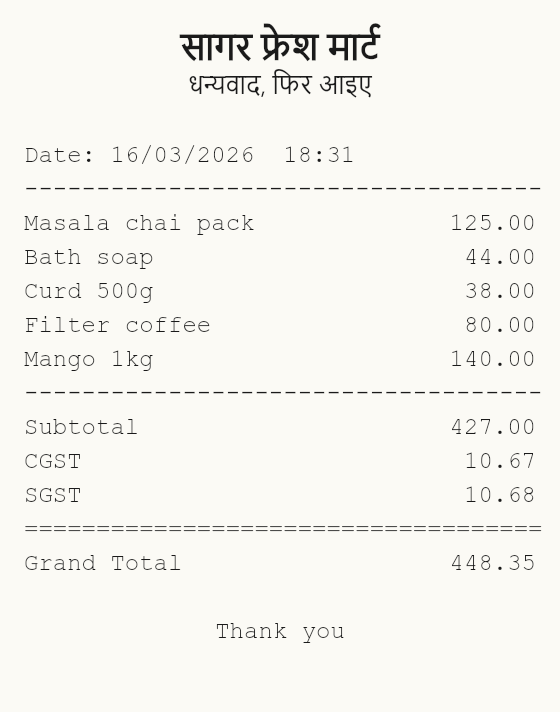 सागर फ्रेश मार्ट
धन्यवाद, फिर आइए
Date: 16/03/2026  18:31
------------------------------------
Masala chai pack 125.00
Bath soap 44.00
Curd 500g 38.00
Filter coffee 80.00
Mango 1kg 140.00
------------------------------------
Subtotal 427.00
CGST 10.67
SGST 10.68
====================================
Grand Total 448.35
Thank you